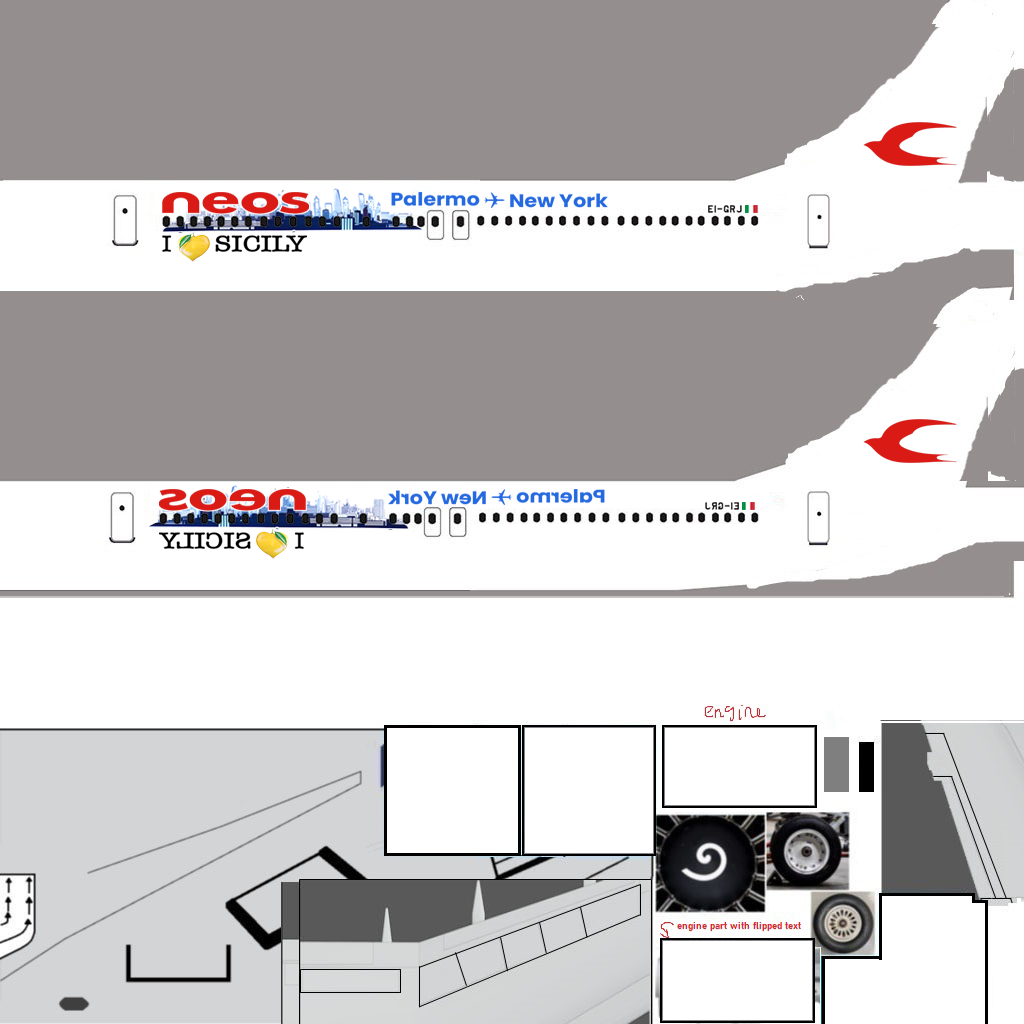 neos
Palermo New York
EI-GRJ
I SICILY
neos
Palermo New York
EI-GRJ
I SICILY
engine
engine part with flipped text